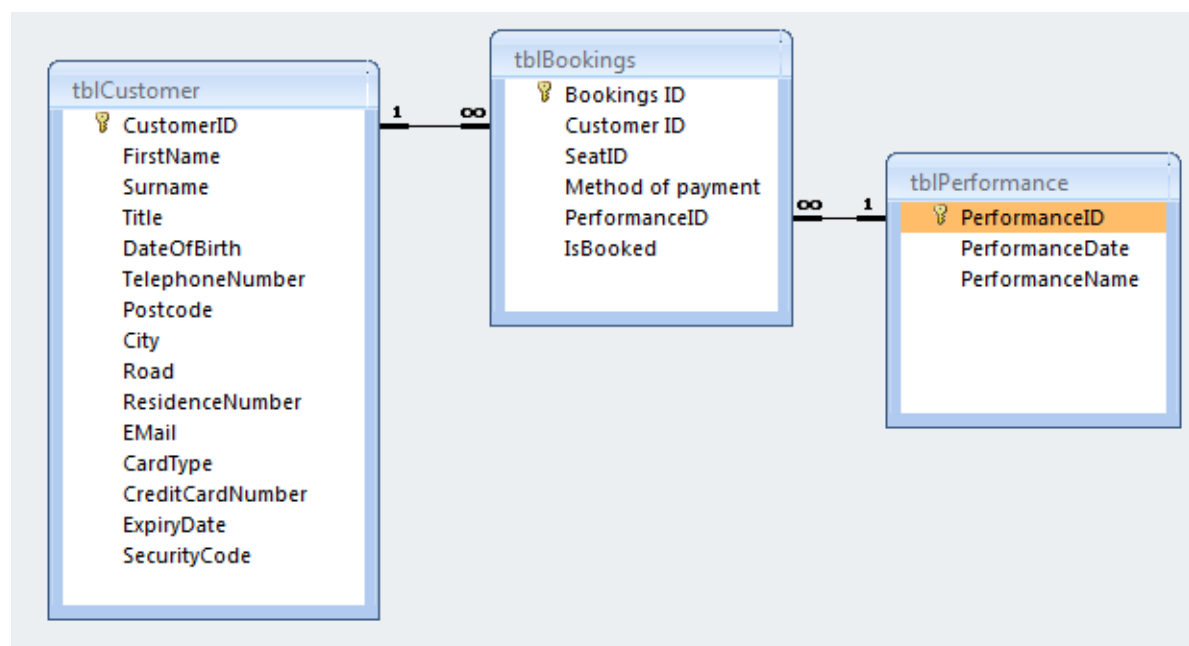 tblCustomer
CustomerID
FirstName
Surname
Title
DateOfBirth
TelephoneNumber
Postcode
City
Road
ResidenceNumber
EMail
CardType
CreditCardNumber
ExpiryDate
SecurityCode
1 ∞
tblBookings
Bookings ID
Customer ID
SeatID
Method of payment
PerformanceID
IsBooked
∞ 1
tblPerformance
PerformanceID
PerformanceDate
PerformanceName